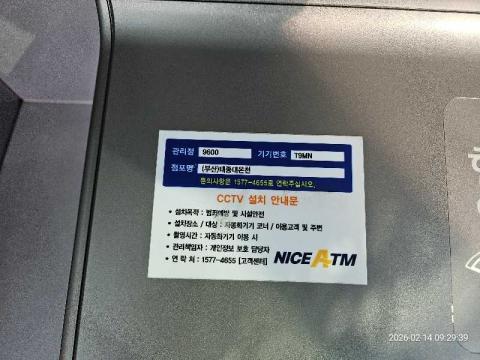 관리점 9600 기기번호 T9MN
점포명 (부산)태종대온천
문의사항은 1577-4655로 연락주십시오.
CCTV 설치 안내문
• 설치목적 : 범죄예방 및 시설안전
• 설치장소 / 대상 : 자동화기기 코너 / 이용고객 및 주변
• 촬영시간 : 자동화기기 이용 시
• 관리책임자 : 개인정보 보호 담당자
• 연 락 처 : 1577-4655 [고객센터]
NICE ATM
2026-02-14 09:29:39